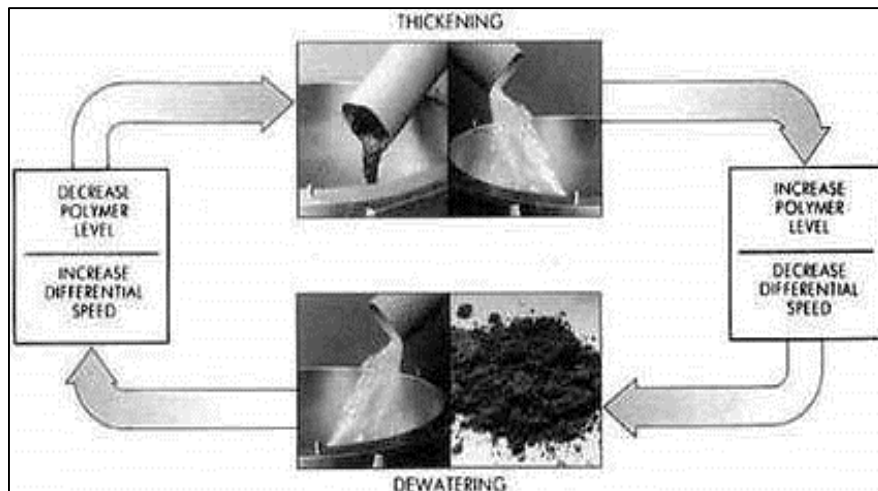 THICKENING
DECREASE
POLYMER
LEVEL
INCREASE
DIFFERENTIAL
SPEED
INCREASE
POLYMER
LEVEL
DECREASE
DIFFERENTIAL
SPEED
DEWATERING